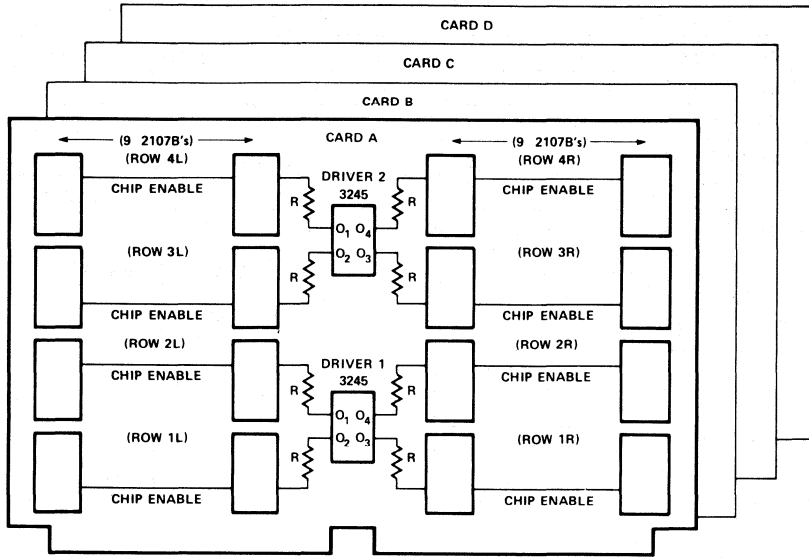 CARD D
CARD C
CARD B
CARD A
(9 2107B's)
(ROW 4L)
(9 2107B's)
(ROW 4R)
DRIVER 2
3245
R
R
CHIP ENABLE
CHIP ENABLE
O1 O4
O2 O3
(ROW 3L)
(ROW 3R)
R
R
CHIP ENABLE
CHIP ENABLE
(ROW 2L)
(ROW 2R)
DRIVER 1
3245
CHIP ENABLE
CHIP ENABLE
R
R
O1 O4
O2 O3
(ROW 1L)
(ROW 1R)
R
R
CHIP ENABLE
CHIP ENABLE